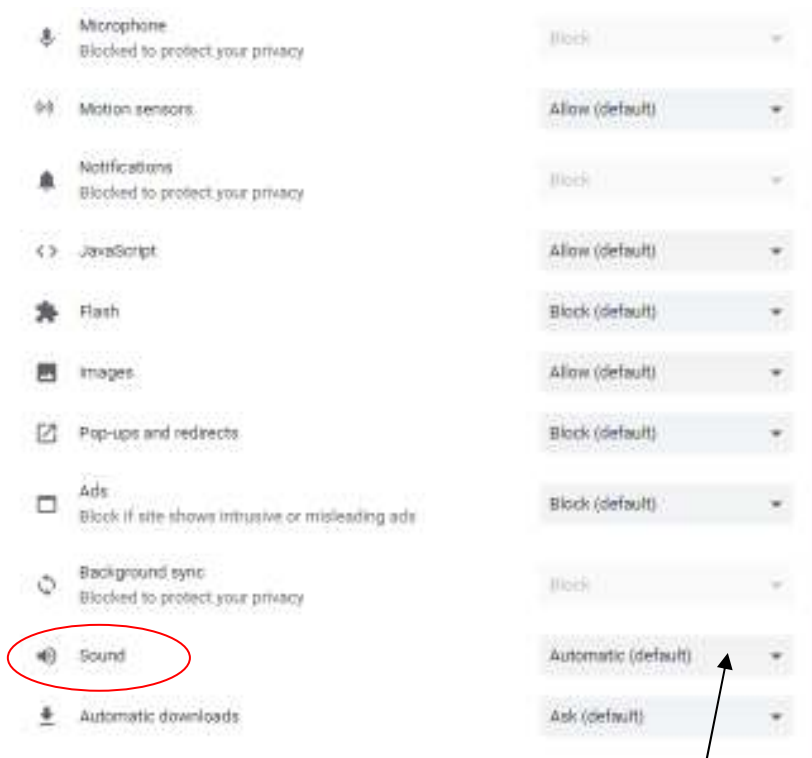 Microphone
Block
Blocked to protect your privacy
Motion sensors Allow (default)
Notifications
Block
Blocked to protect your privacy
JavaScript Allow (default)
Flash Block (default)
Images Allow (default)
Pop-ups and redirects Block (default)
Ads
Block (default)
Block if site shows intrusive or misleading ads
Background sync
Block
Blocked to protect your privacy
Sound Automatic (default)
Automatic downloads Ask (default)